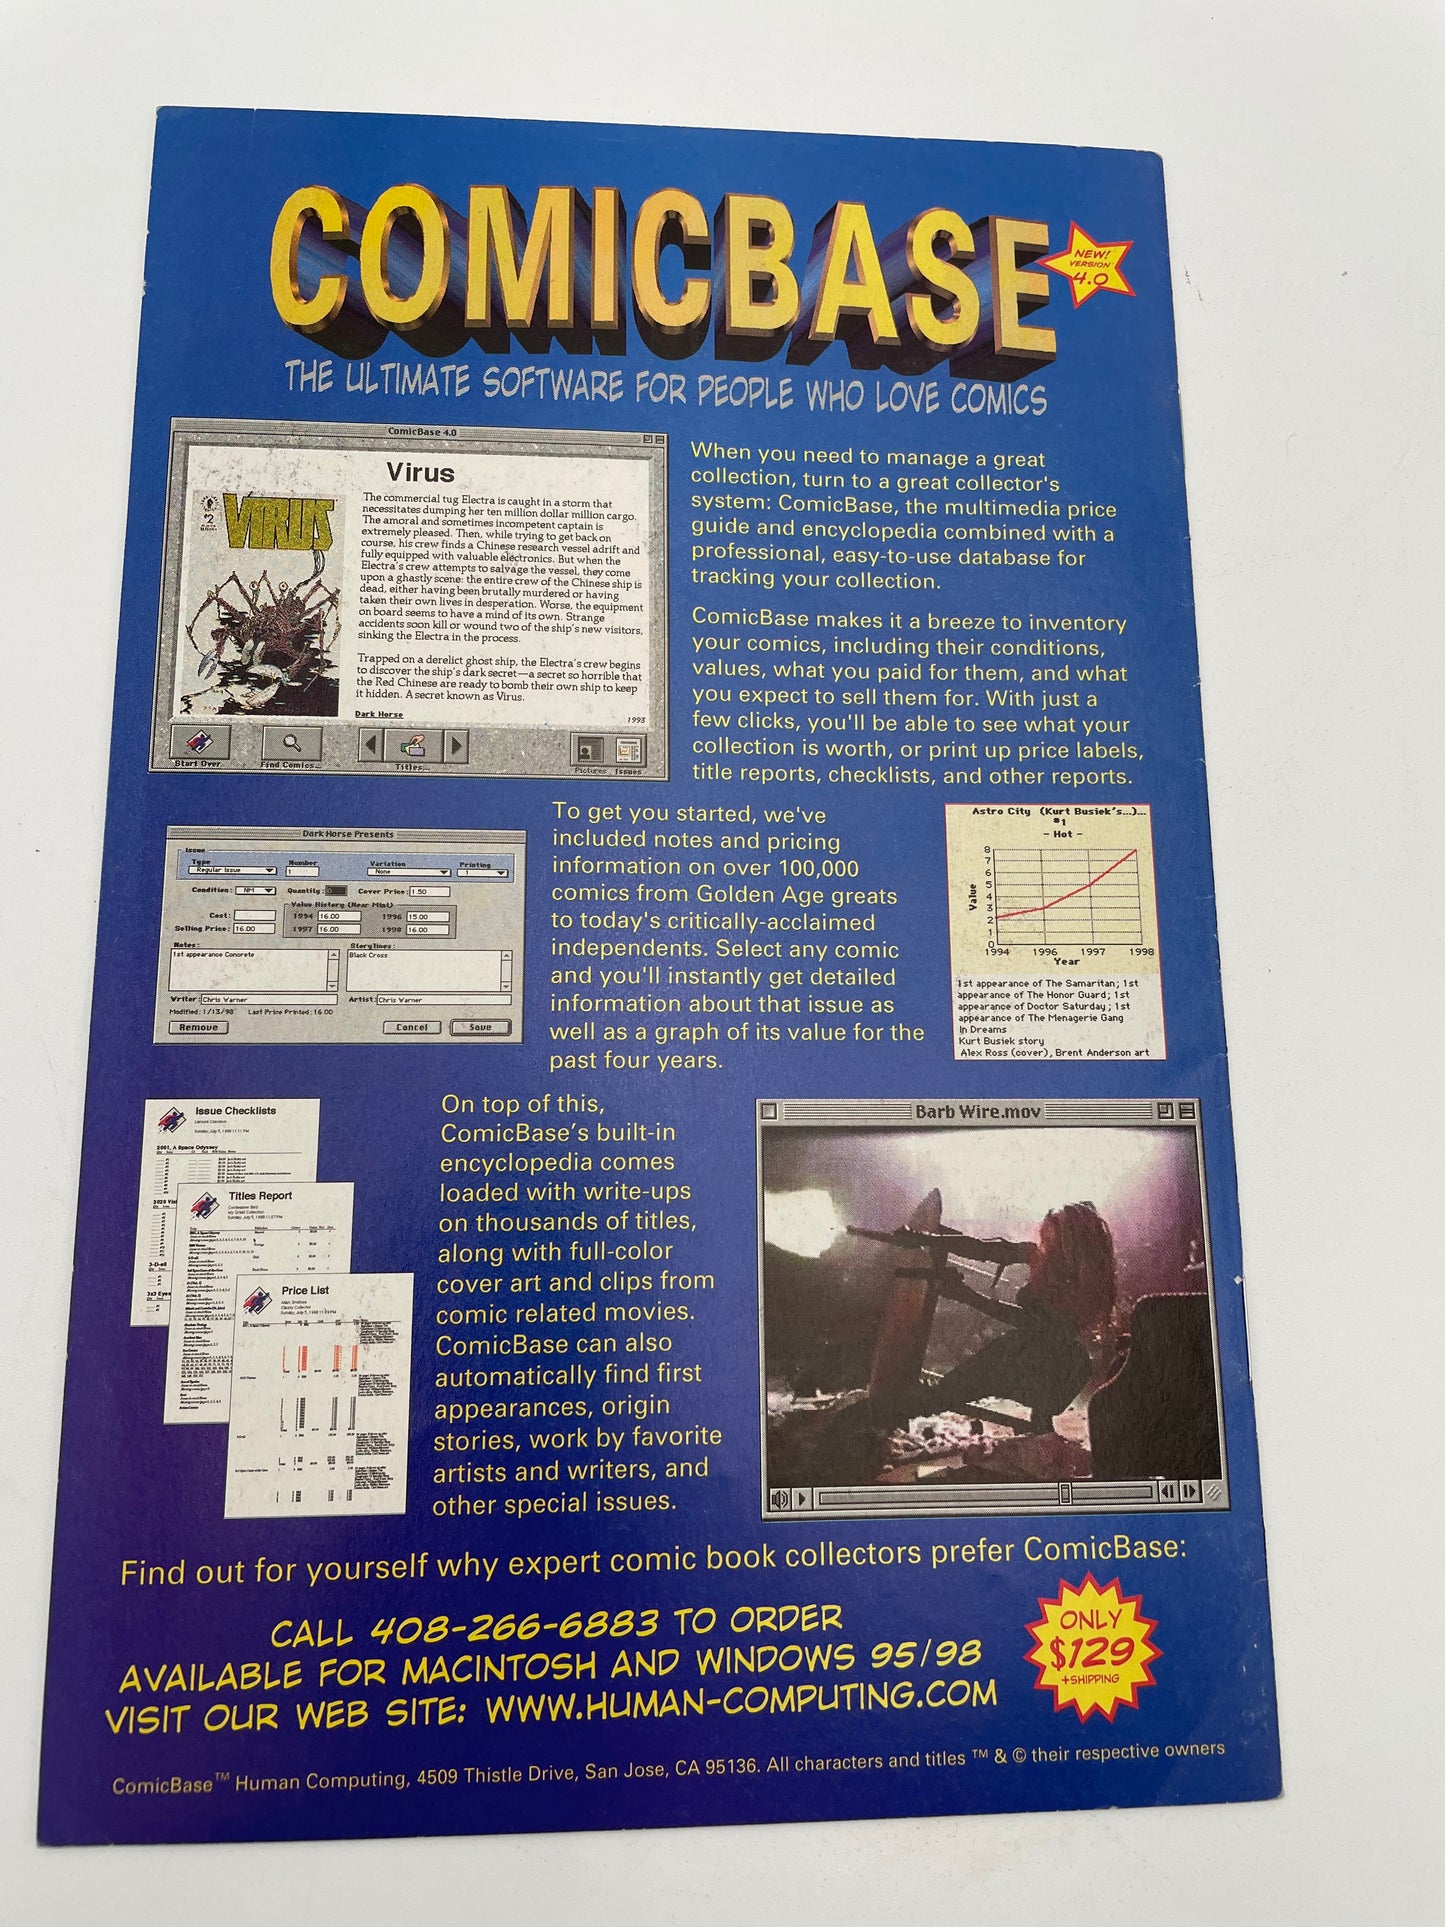 COMICBASE
NEW!
VERSION
4.0
THE ULTIMATE SOFTWARE FOR PEOPLE WHO LOVE COMICS
ComicBase 4.0
Virus
VIRUS
The commercial tug Electra is caught in a storm that
necessitates dumping her ten million dollar million cargo.
The amoral and sometimes incompetent captain is
extremely pleased. Then, while trying to get back on
course, his crew finds a Chinese research vessel adrift and
fully equipped with valuable electronics. But when the
Electra's crew attempts to salvage the vessel, they come
upon a ghastly scene: the entire crew of the Chinese ship is
dead, either having been brutally murdered or having
taken their own lives in desperation. Worse, the equipment
on board seems to have a mind of its own. Strange
accidents soon kill or wound two of the ship's new visitors,
sinking the Electra in the process.
Trapped on a derelict ghost ship, the Electra's crew begins
to discover the ship's dark secret—a secret so horrible that
the Red Chinese are ready to bomb their own ship to keep
it hidden. A secret known as Virus.
Dark Horse
1993
Start Over
Find Comics...
Titles...
Pictures
Issues
When you need to manage a great
collection, turn to a great collector's
system: ComicBase, the multimedia price
guide and encyclopedia combined with a
professional, easy-to-use database for
tracking your collection.
ComicBase makes it a breeze to inventory
your comics, including their conditions,
values, what you paid for them, and what
you expect to sell them for. With just a
few clicks, you'll be able to see what your
collection is worth, or print up price labels,
title reports, checklists, and other reports.
Dark Horse Presents
Issue
Type
Number
Variation
Printing
Regular Issue
1
None
1
Condition: NM
Quantity:
Cover Price: 1.50
Value History (Near Mint)
Cost:
1994 16.00
1996 15.00
Selling Price: 16.00
1997 16.00
1998 16.00
Notes:
Storylines:
1st appearance Concrete
Black Cross
Writer: Chris Warner
Artist: Chris Warner
Modified: 1/13/98
Last Price Printed: 16.00
Remove
Cancel
Save
To get you started, we've
included notes and pricing
information on over 100,000
comics from Golden Age greats
to today's critically-acclaimed
independents. Select any comic
and you'll instantly get detailed
information about that issue as
well as a graph of its value for the
past four years.
Astro City (Kurt Busiek's...)...
#1
- Hot -
8
7
6
5
4
3
2
1
0
Value
1994 1996 1997 1998
Year
1st appearance of The Samaritan; 1st
appearance of The Honor Guard; 1st
appearance of Doctor Saturday; 1st
appearance of The Menagerie Gang
In Dreams
Kurt Busiek story
Alex Ross (cover), Brent Anderson art
Issue Checklists
2001, A Space Odyssey
3-D-ell
3x3 Eyes
Titles Report
Price List
On top of this,
ComicBase's built-in
encyclopedia comes
loaded with write-ups
on thousands of titles,
along with full-color
cover art and clips from
comic related movies.
ComicBase can also
automatically find first
appearances, origin
stories, work by favorite
artists and writers, and
other special issues.
Barb Wire.mov
Find out for yourself why expert comic book collectors prefer ComicBase:
CALL 408-266-6883 TO ORDER
AVAILABLE FOR MACINTOSH AND WINDOWS 95/98
VISIT OUR WEB SITE: WWW.HUMAN-COMPUTING.COM
ONLY
$129
+SHIPPING
ComicBase™ Human Computing, 4509 Thistle Drive, San Jose, CA 95136. All characters and titles ™ & © their respective owners